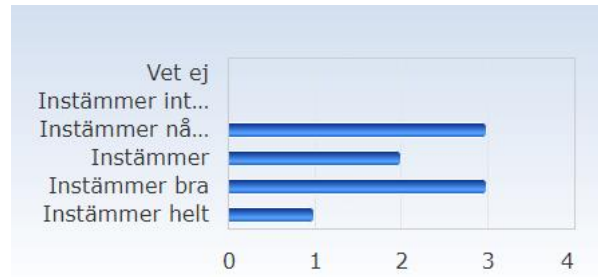 Vet ej
Instämmer int...
Instämmer nå...
Instämmer
Instämmer bra
Instämmer helt
0 1 2 3 4